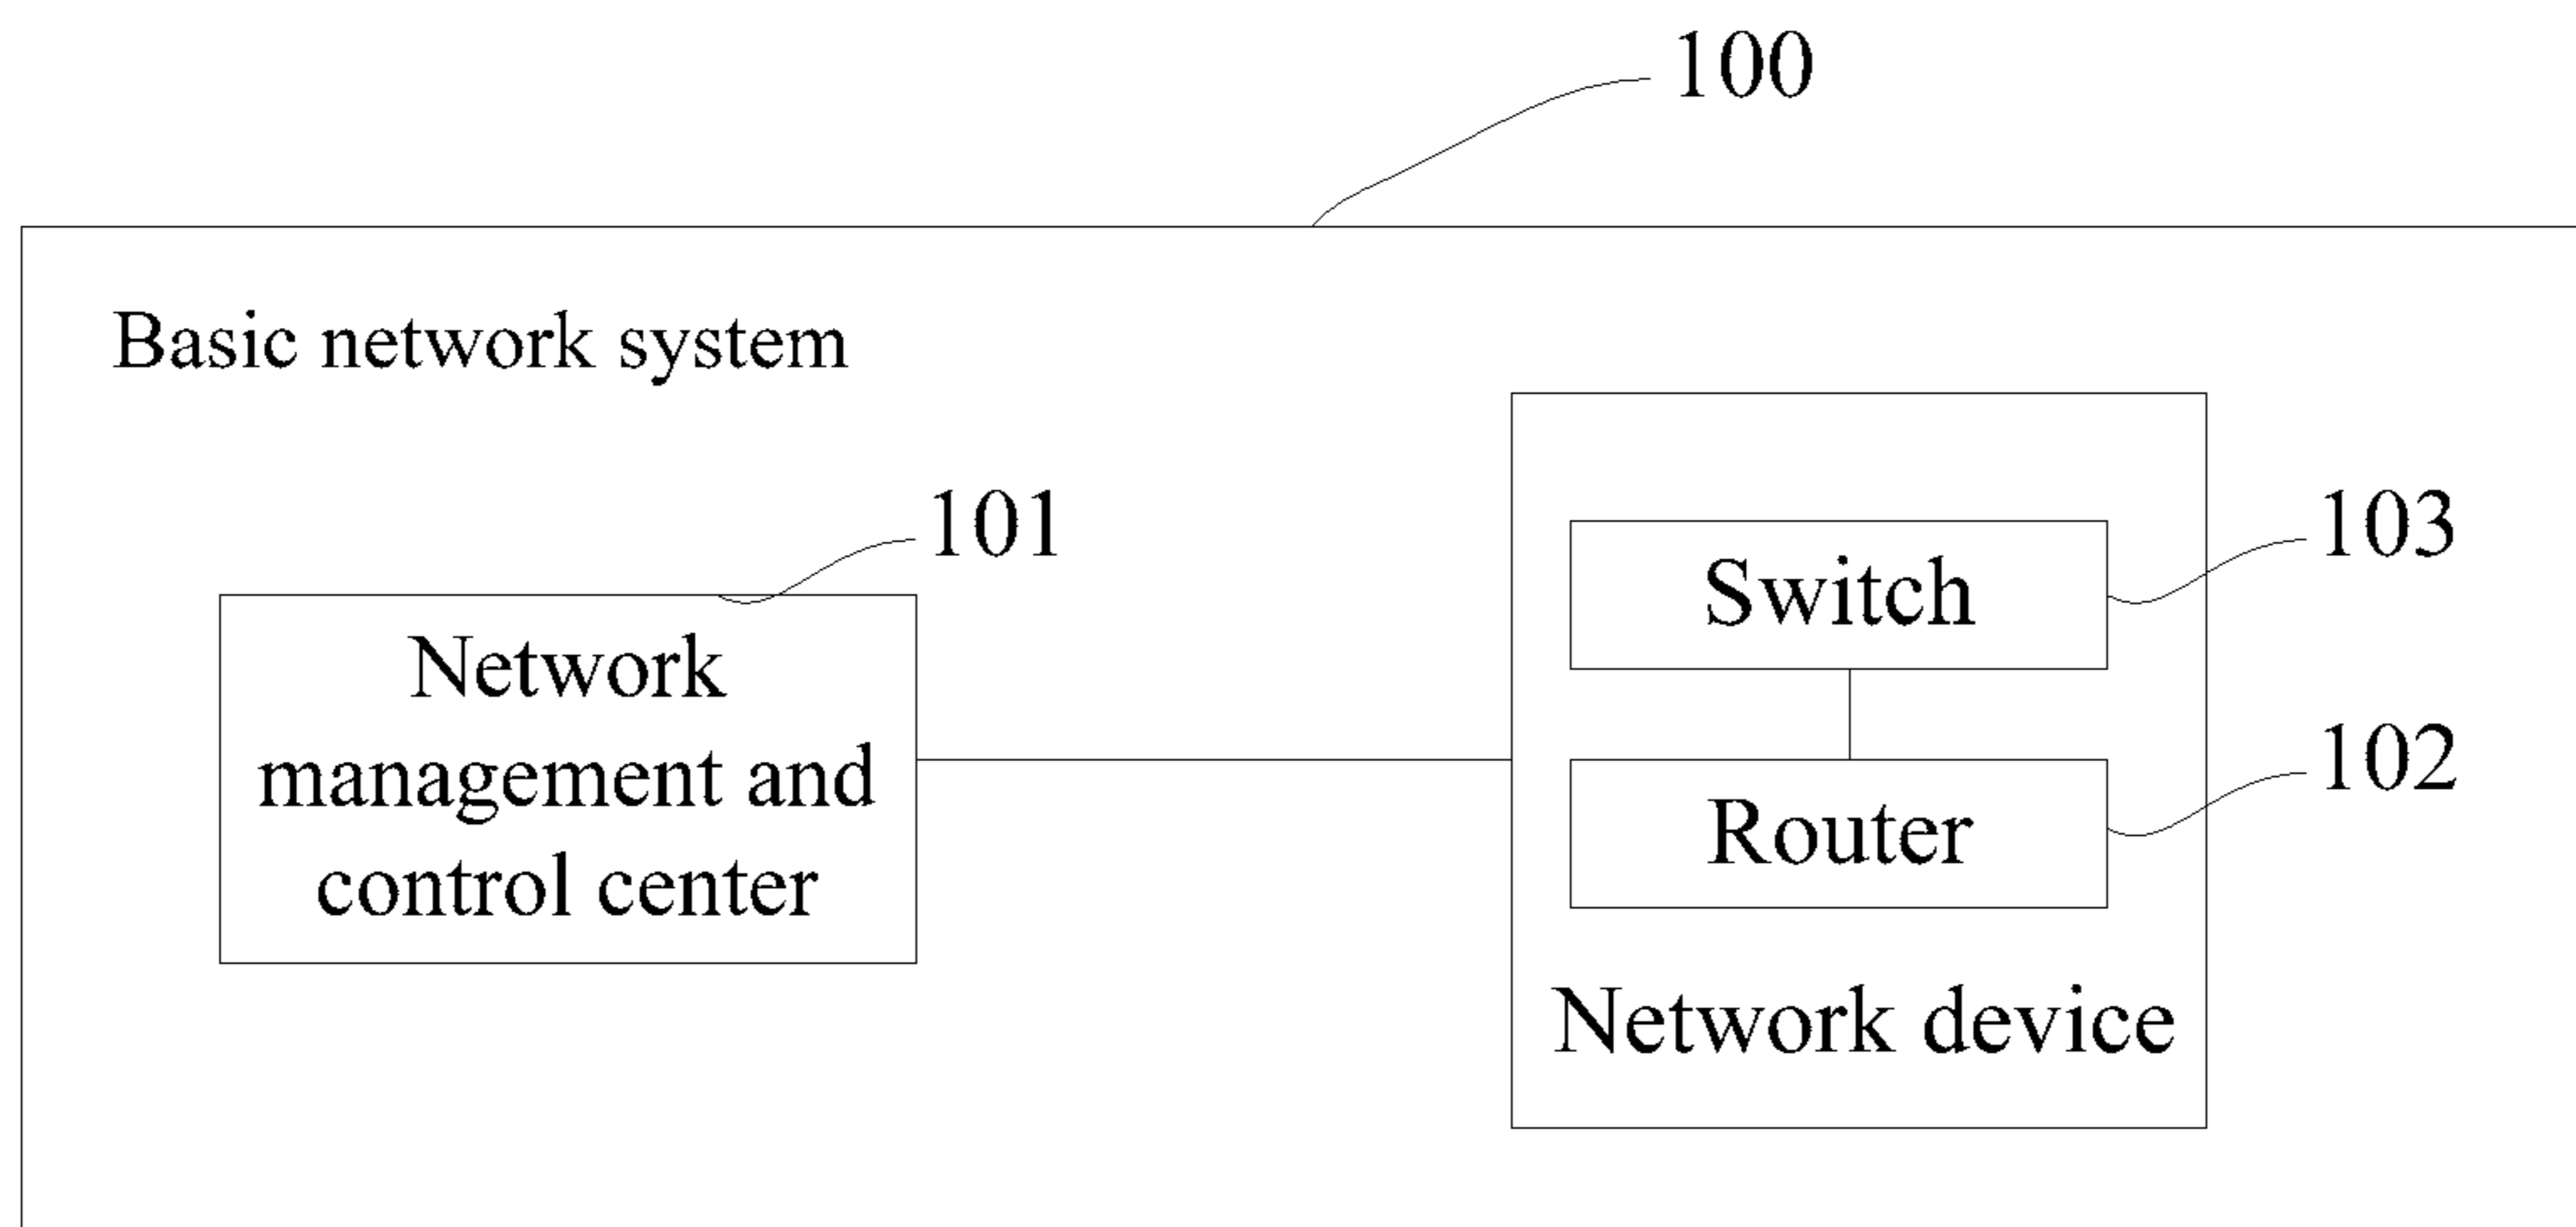 100
Basic network system
101
103
Switch
Network
management and
control center
102
Router
Network device